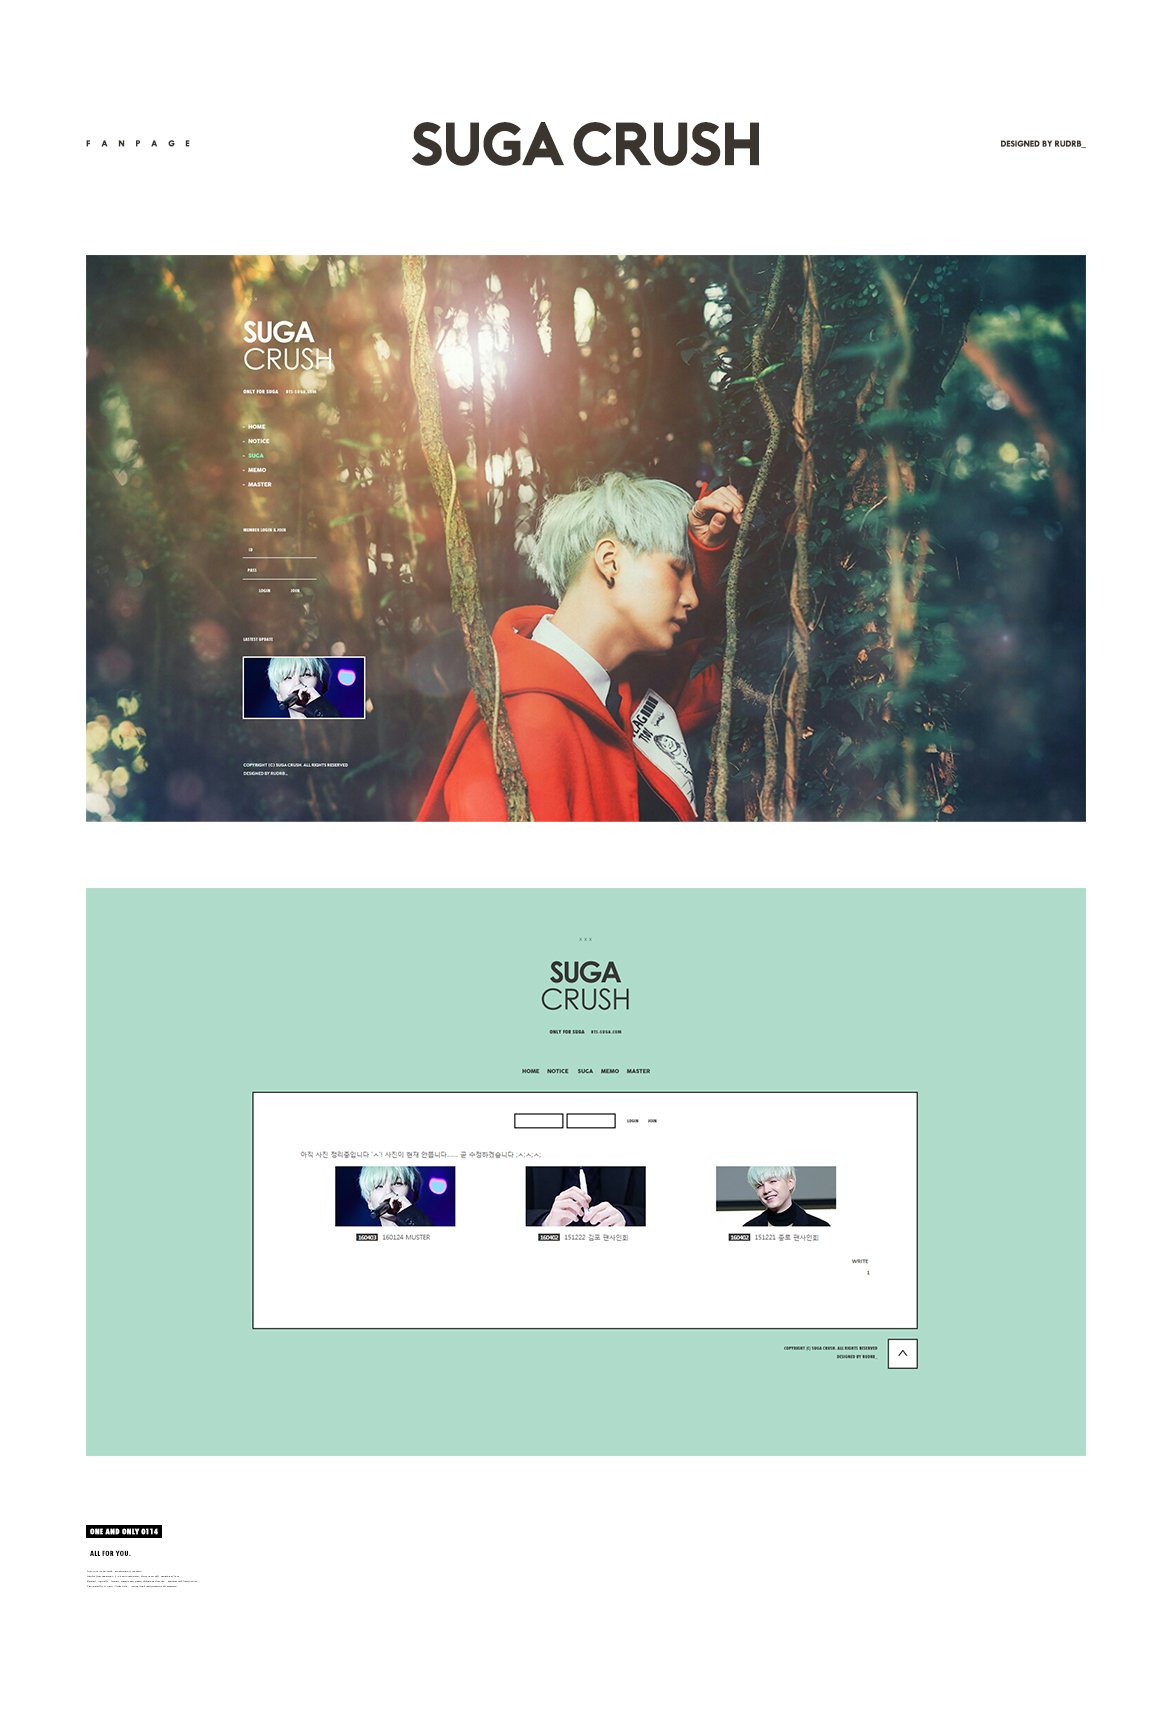 FANPAGE
SUGA CRUSH
DESIGNED BY RUDRB_
SUGA
CRUSH
ONLY FOR SUGA BTS-SUGA.COM
- HOME
- NOTICE
- SUGA
- MEMO
- MASTER
MEMBER LOGIN & JOIN
ID
PASS
LOGIN JOIN
LASTEST UPDATE
FLAG
COPYRIGHT (C) SUGA CRUSH. ALL RIGHTS RESERVED
DESIGNED BY RUDRB_
X X X
SUGA
CRUSH
ONLY FOR SUGA BTS-SUGA.COM
HOME NOTICE SUGA MEMO MASTER
LOGIN JOIN
아직 사진 정리중입니다 ^ㅅ^! 사진이 현재 안뜹니다...... 곧 수정하겠습니다 ;ㅅ;ㅅ;ㅅ;
160403 160124 MUSTER
160402 151222 김포 팬사인회
160402 151221 종로 팬사인회
WRITE
1
COPYRIGHT (C) SUGA CRUSH. ALL RIGHTS RESERVED
DESIGNED BY RUDRB_
ONE AND ONLY 0114
ALL FOR YOU.